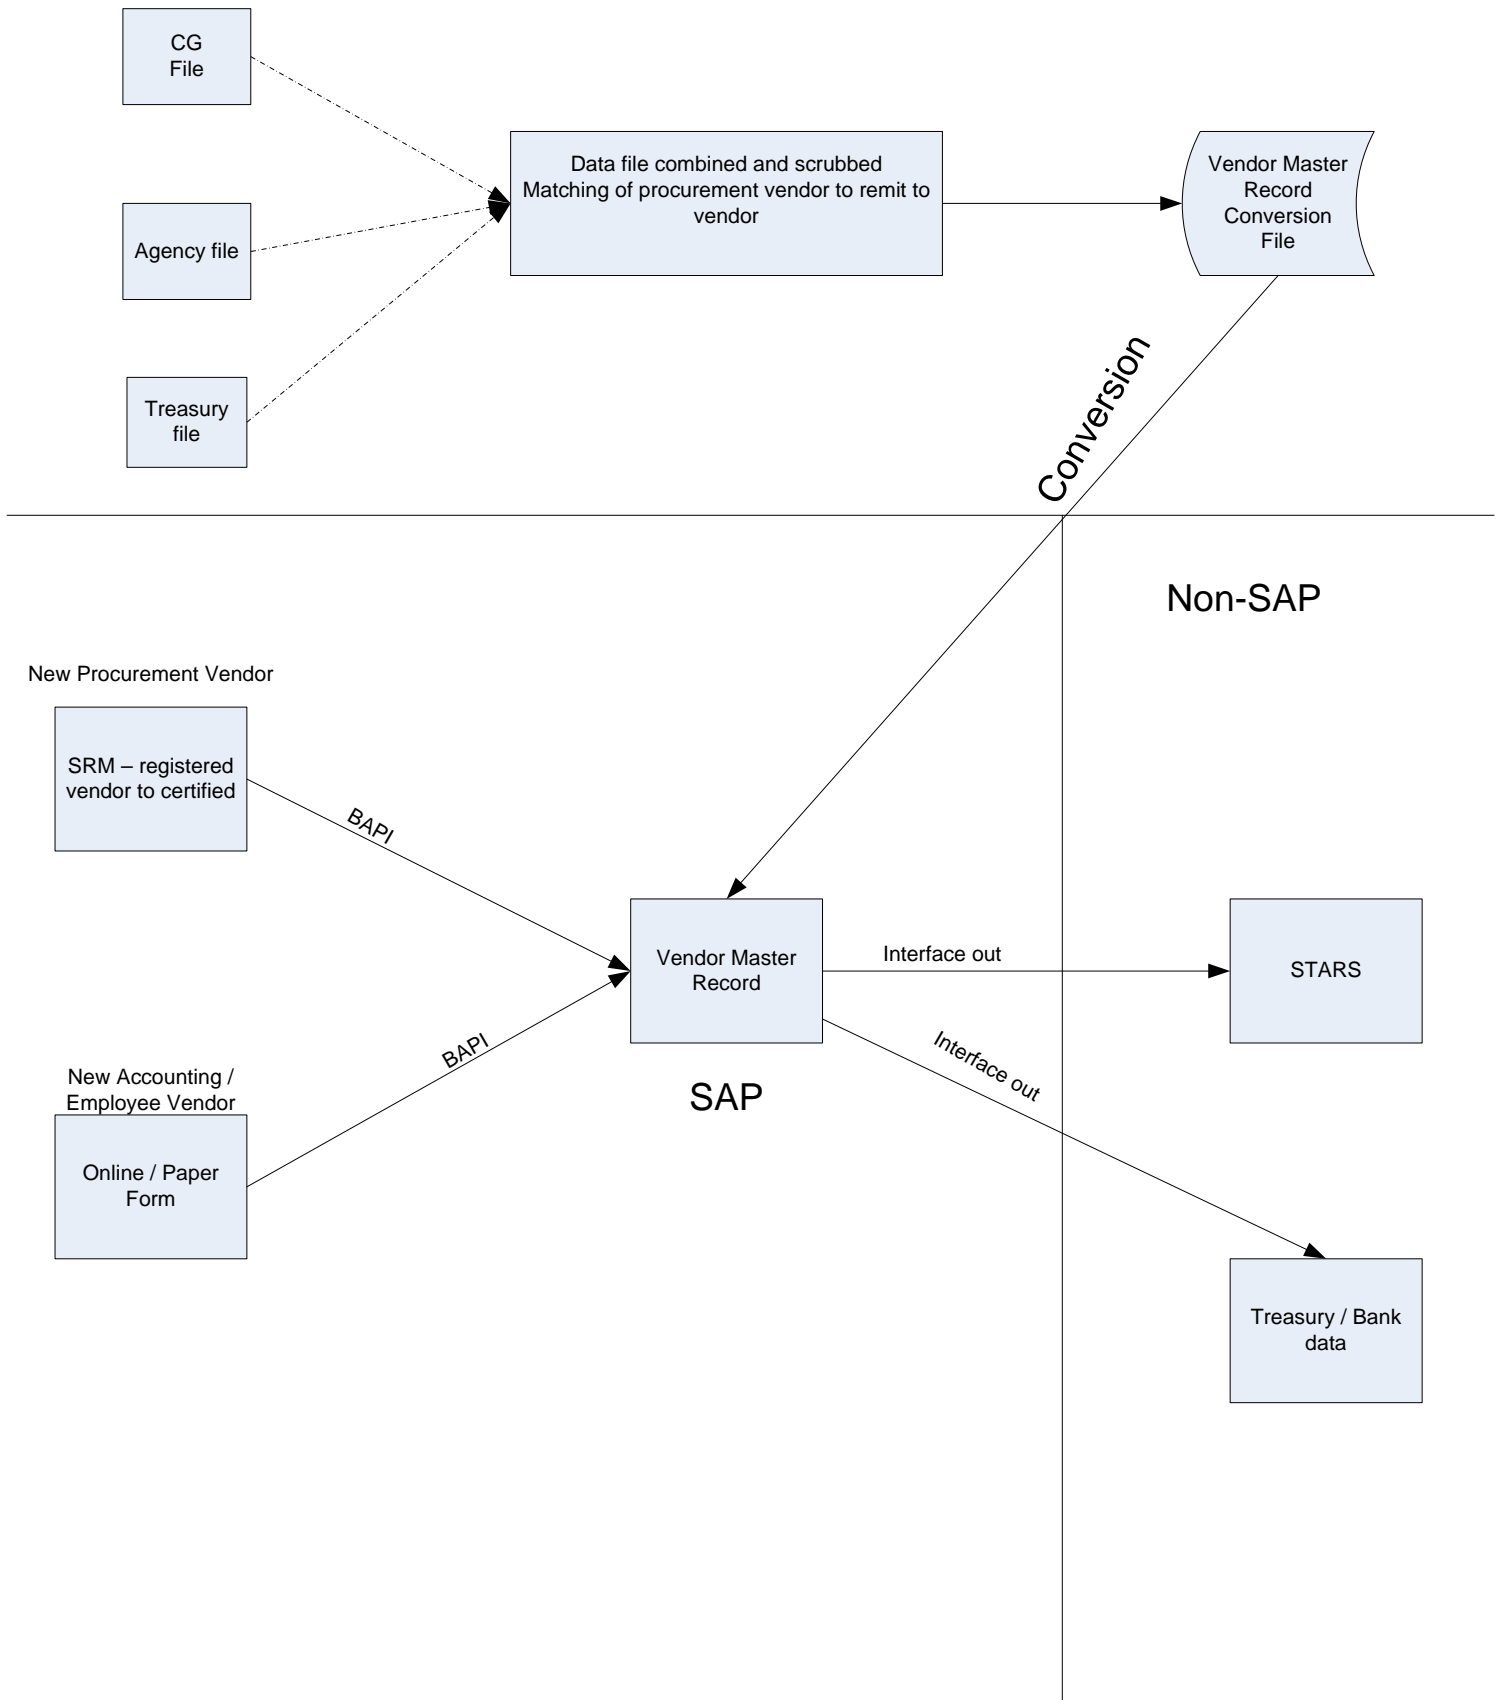 CG
File
Data file combined and scrubbed
Matching of procurement vendor to remit to
vendor
Vendor Master
Record
Conversion
File
Agency file
Treasury
file
Conversion
Non-SAP
New Procurement Vendor
SRM – registered
vendor to certified
BAPI
Vendor Master
Record
Interface out
STARS
Interface out
BAPI
SAP
New Accounting /
Employee Vendor
Online / Paper
Form
Treasury / Bank
data